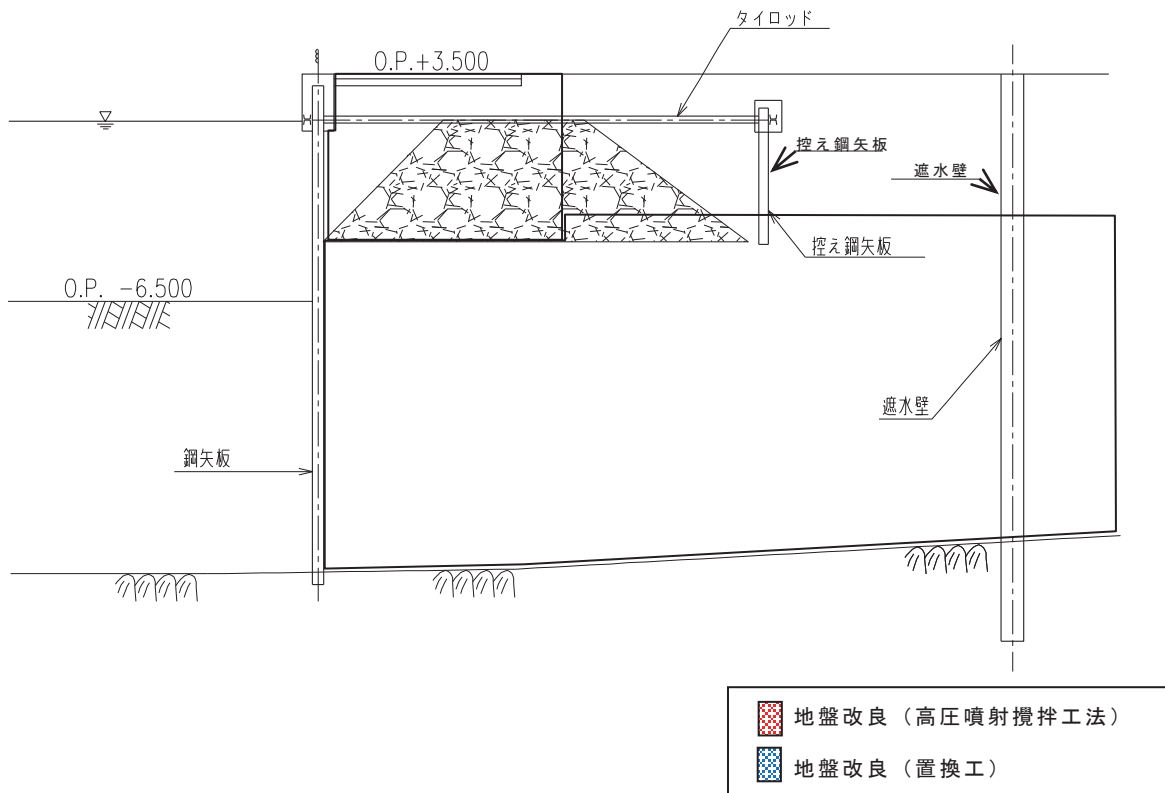 タイロッド
O.P.+3.500
控え鋼矢板
遮水壁
控え鋼矢板
O.P. -6.500
遮水壁
鋼矢板
地盤改良（高圧噴射攪拌工法）
地盤改良（置換工）